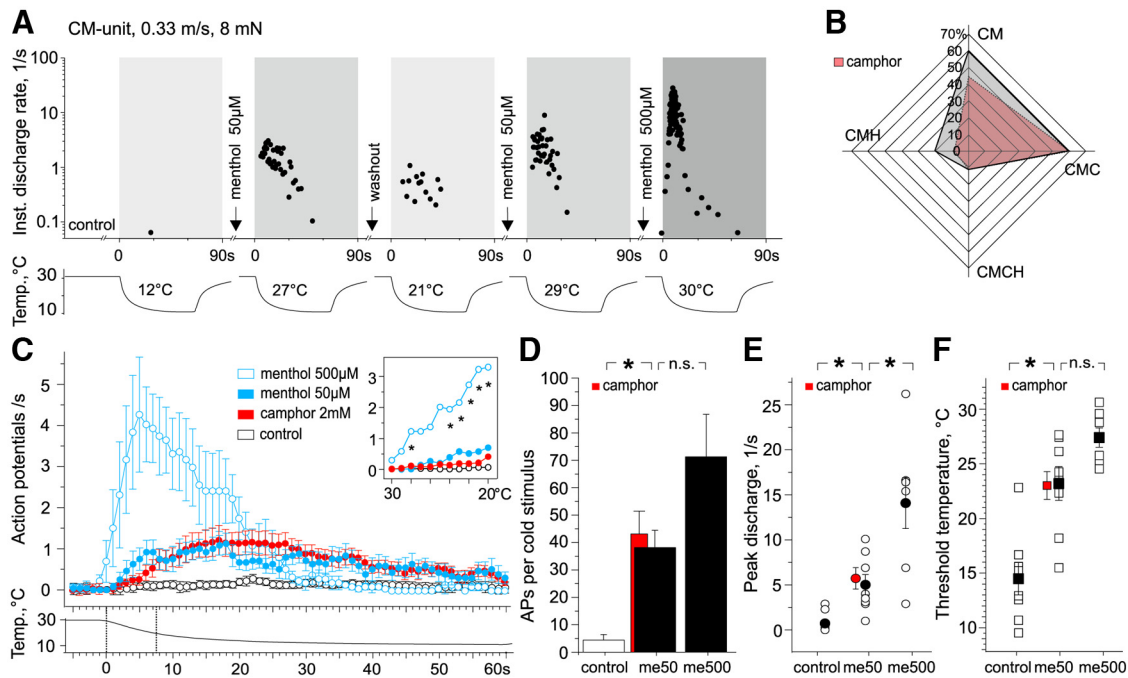 A
CM-unit, 0.33 m/s, 8 mN
Inst. discharge rate, 1/s
100
10
1
0.1
control
menthol 50µM
washout
menthol 50µM
menthol 500µM
0 90s 0 90s 0 90s 0 90s 0 90s
Temp.,°C
30
10
12°C 27°C 21°C 29°C 30°C
B
CM
70%
60
50
40
30
20
10
0
camphor
CMH
CMC
CMCH
C
Action potentials /s
5
4
3
2
1
0
menthol 500µM
menthol 50µM
camphor 2mM
control
3
2
1
0
30 20°C
* * * * * *
Temp.,°C
30
10
0 10 20 30 40 50 60s
D
* n.s.
camphor
APs per cold stimulus
100
90
80
70
60
50
40
30
20
10
0
control me50 me500
E
* *
camphor
Peak discharge, 1/s
25
20
15
10
5
0
control me50 me500
F
* n.s.
camphor
Threshold temperature, °C
30
25
20
15
10
control me50 me500